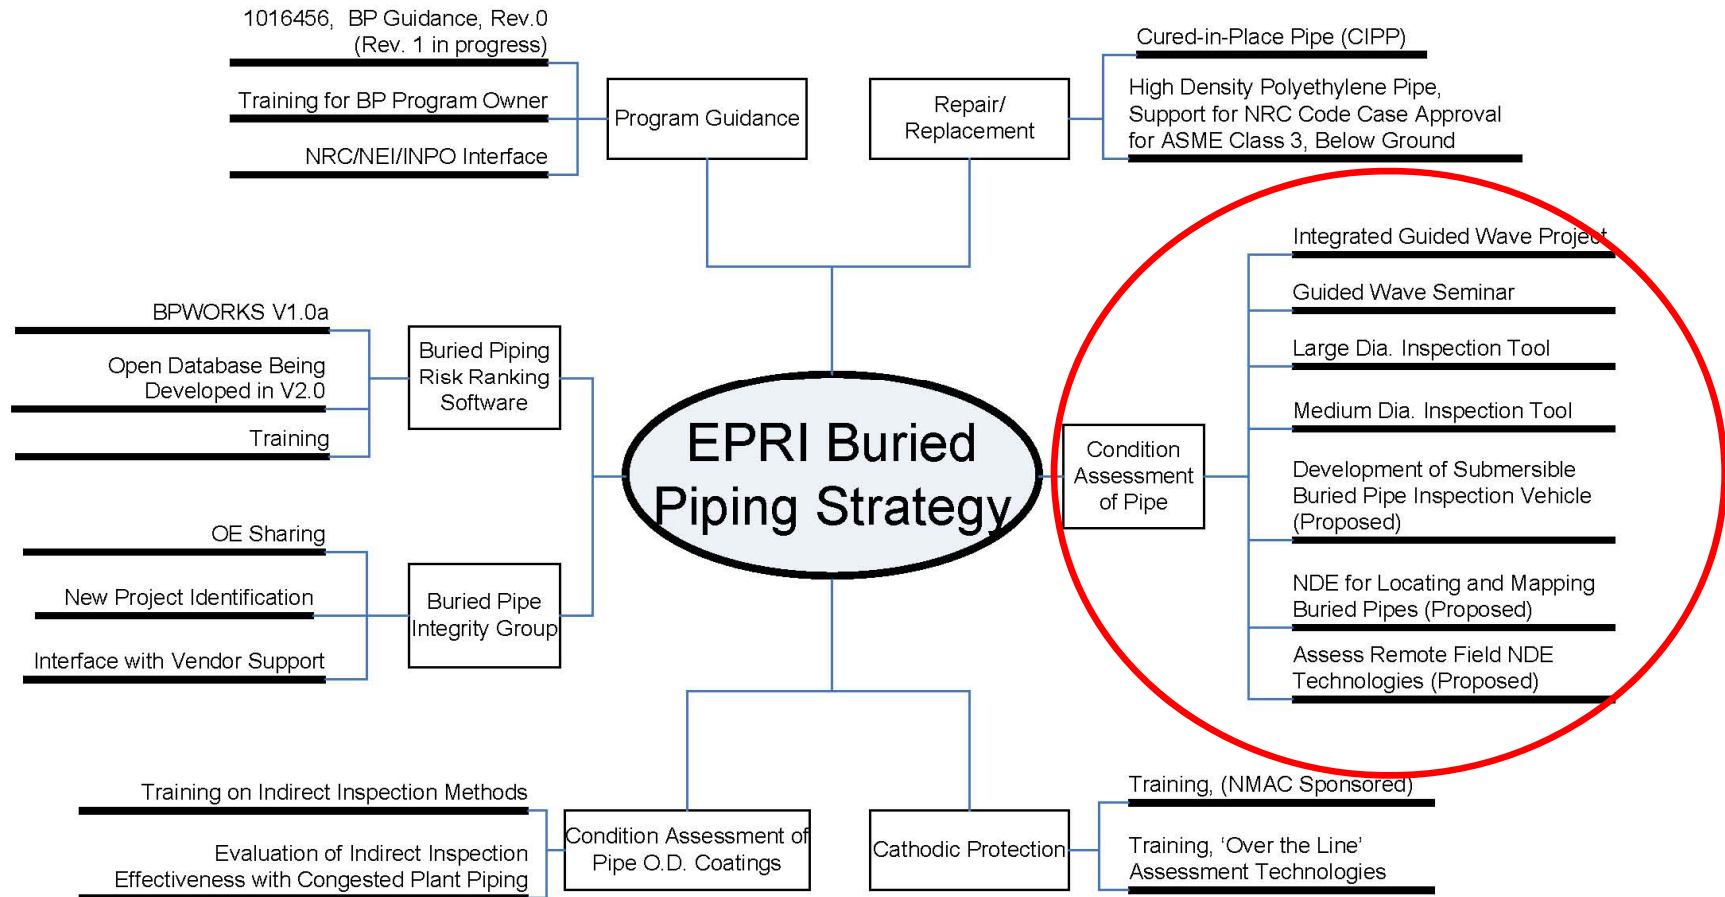 1016456,  BP Guidance, Rev.0
(Rev. 1 in progress)
Training for BP Program Owner
NRC/NEI/INPO Interface
Program Guidance
Repair/
Replacement
Cured-in-Place Pipe (CIPP)
High Density Polyethylene Pipe,
Support for NRC Code Case Approval
for ASME Class 3, Below Ground
BPWORKS V1.0a
Open Database Being
Developed in V2.0
Training
Buried Piping
Risk Ranking
Software
OE Sharing
New Project Identification
Interface with Vendor Support
Buried Pipe
Integrity Group
EPRI Buried
Piping Strategy
Condition
Assessment
of Pipe
Integrated Guided Wave Project
Guided Wave Seminar
Large Dia. Inspection Tool
Medium Dia. Inspection Tool
Development of Submersible
Buried Pipe Inspection Vehicle
(Proposed)
NDE for Locating and Mapping
Buried Pipes (Proposed)
Assess Remote Field NDE
Technologies (Proposed)
Training on Indirect Inspection Methods
Evaluation of Indirect Inspection
Effectiveness with Congested Plant Piping
Condition Assessment of
Pipe O.D. Coatings
Cathodic Protection
Training, (NMAC Sponsored)
Training, ‘Over the Line’
Assessment Technologies